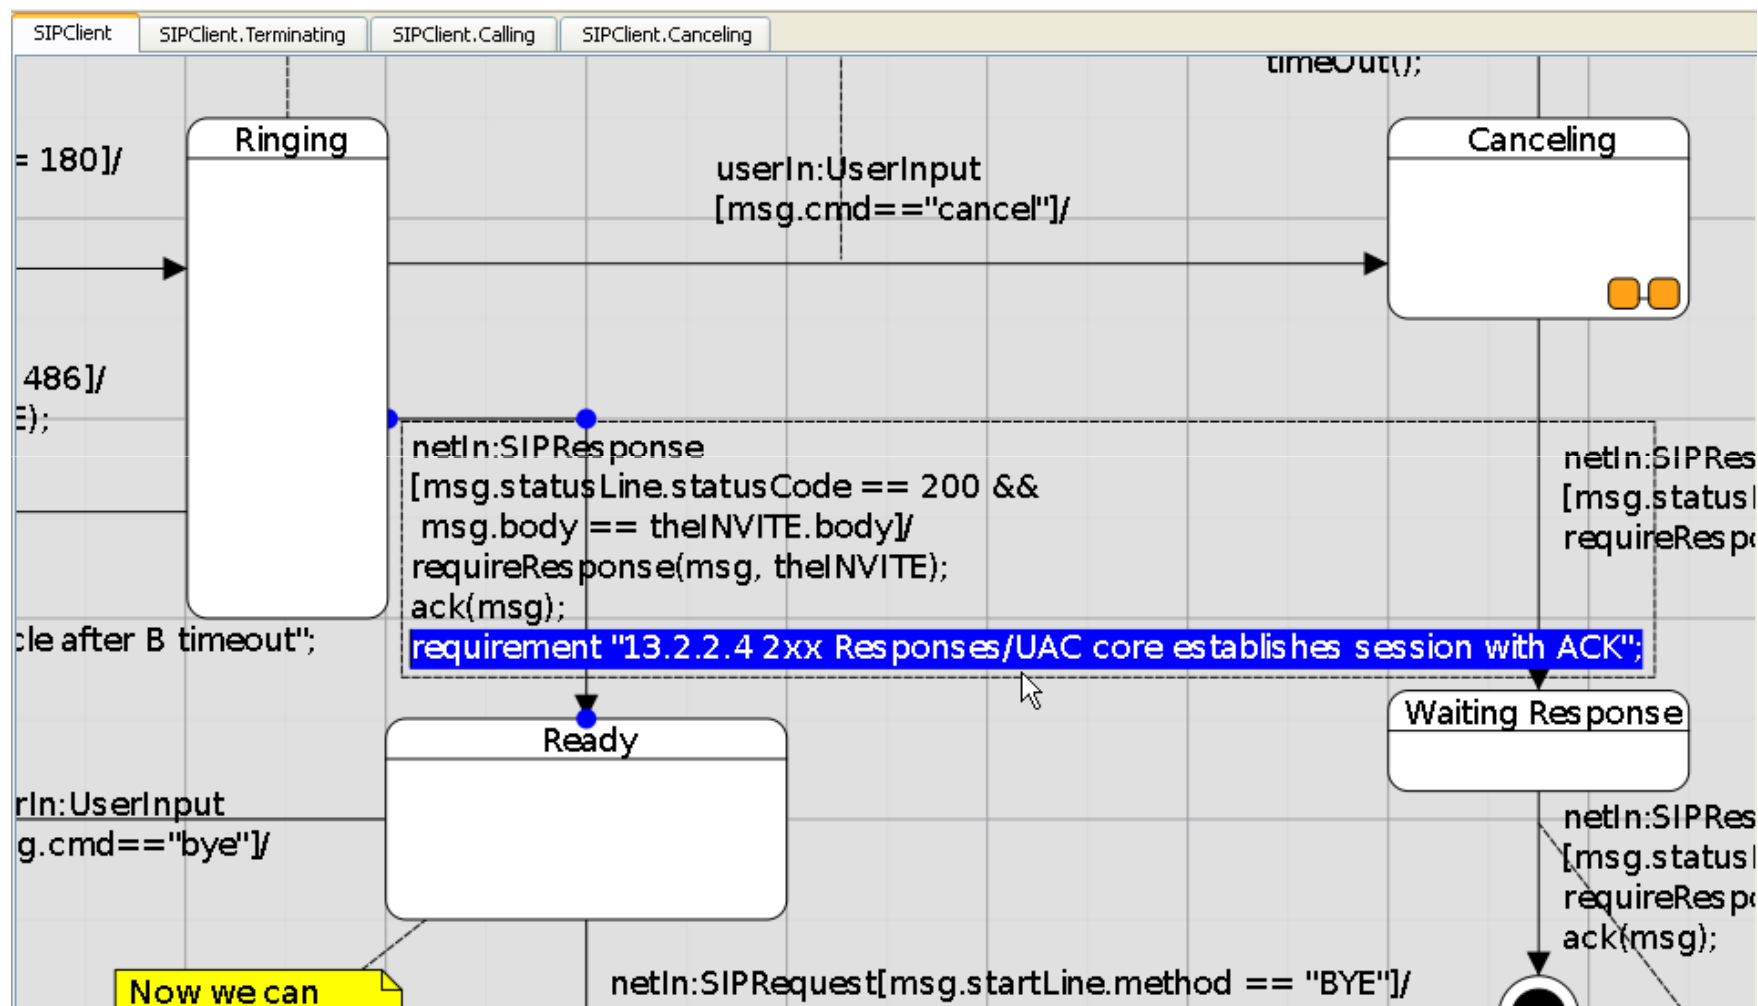 SIPClient
SIPClient.Terminating
SIPClient.Calling
SIPClient.Canceling
timeOut();
Ringing
Canceling
= 180]/
userIn:UserInput
[msg.cmd=="cancel"]/
486]/
E);
netIn:SIPResponse
[msg.statusLine.statusCode == 200 &&
msg.body == theINVITE.body]/
requireResponse(msg, theINVITE);
ack(msg);
requirement "13.2.2.4 2xx Responses/UAC core establishes session with ACK";
netIn:SIPRes
[msg.status
requireResp
cle after B timeout";
Ready
Waiting Response
rIn:UserInput
g.cmd=="bye"]/
netIn:SIPRes
[msg.status
requireResp
ack(msg);
Now we can
netIn:SIPRequest[msg.startLine.method == "BYE"]/